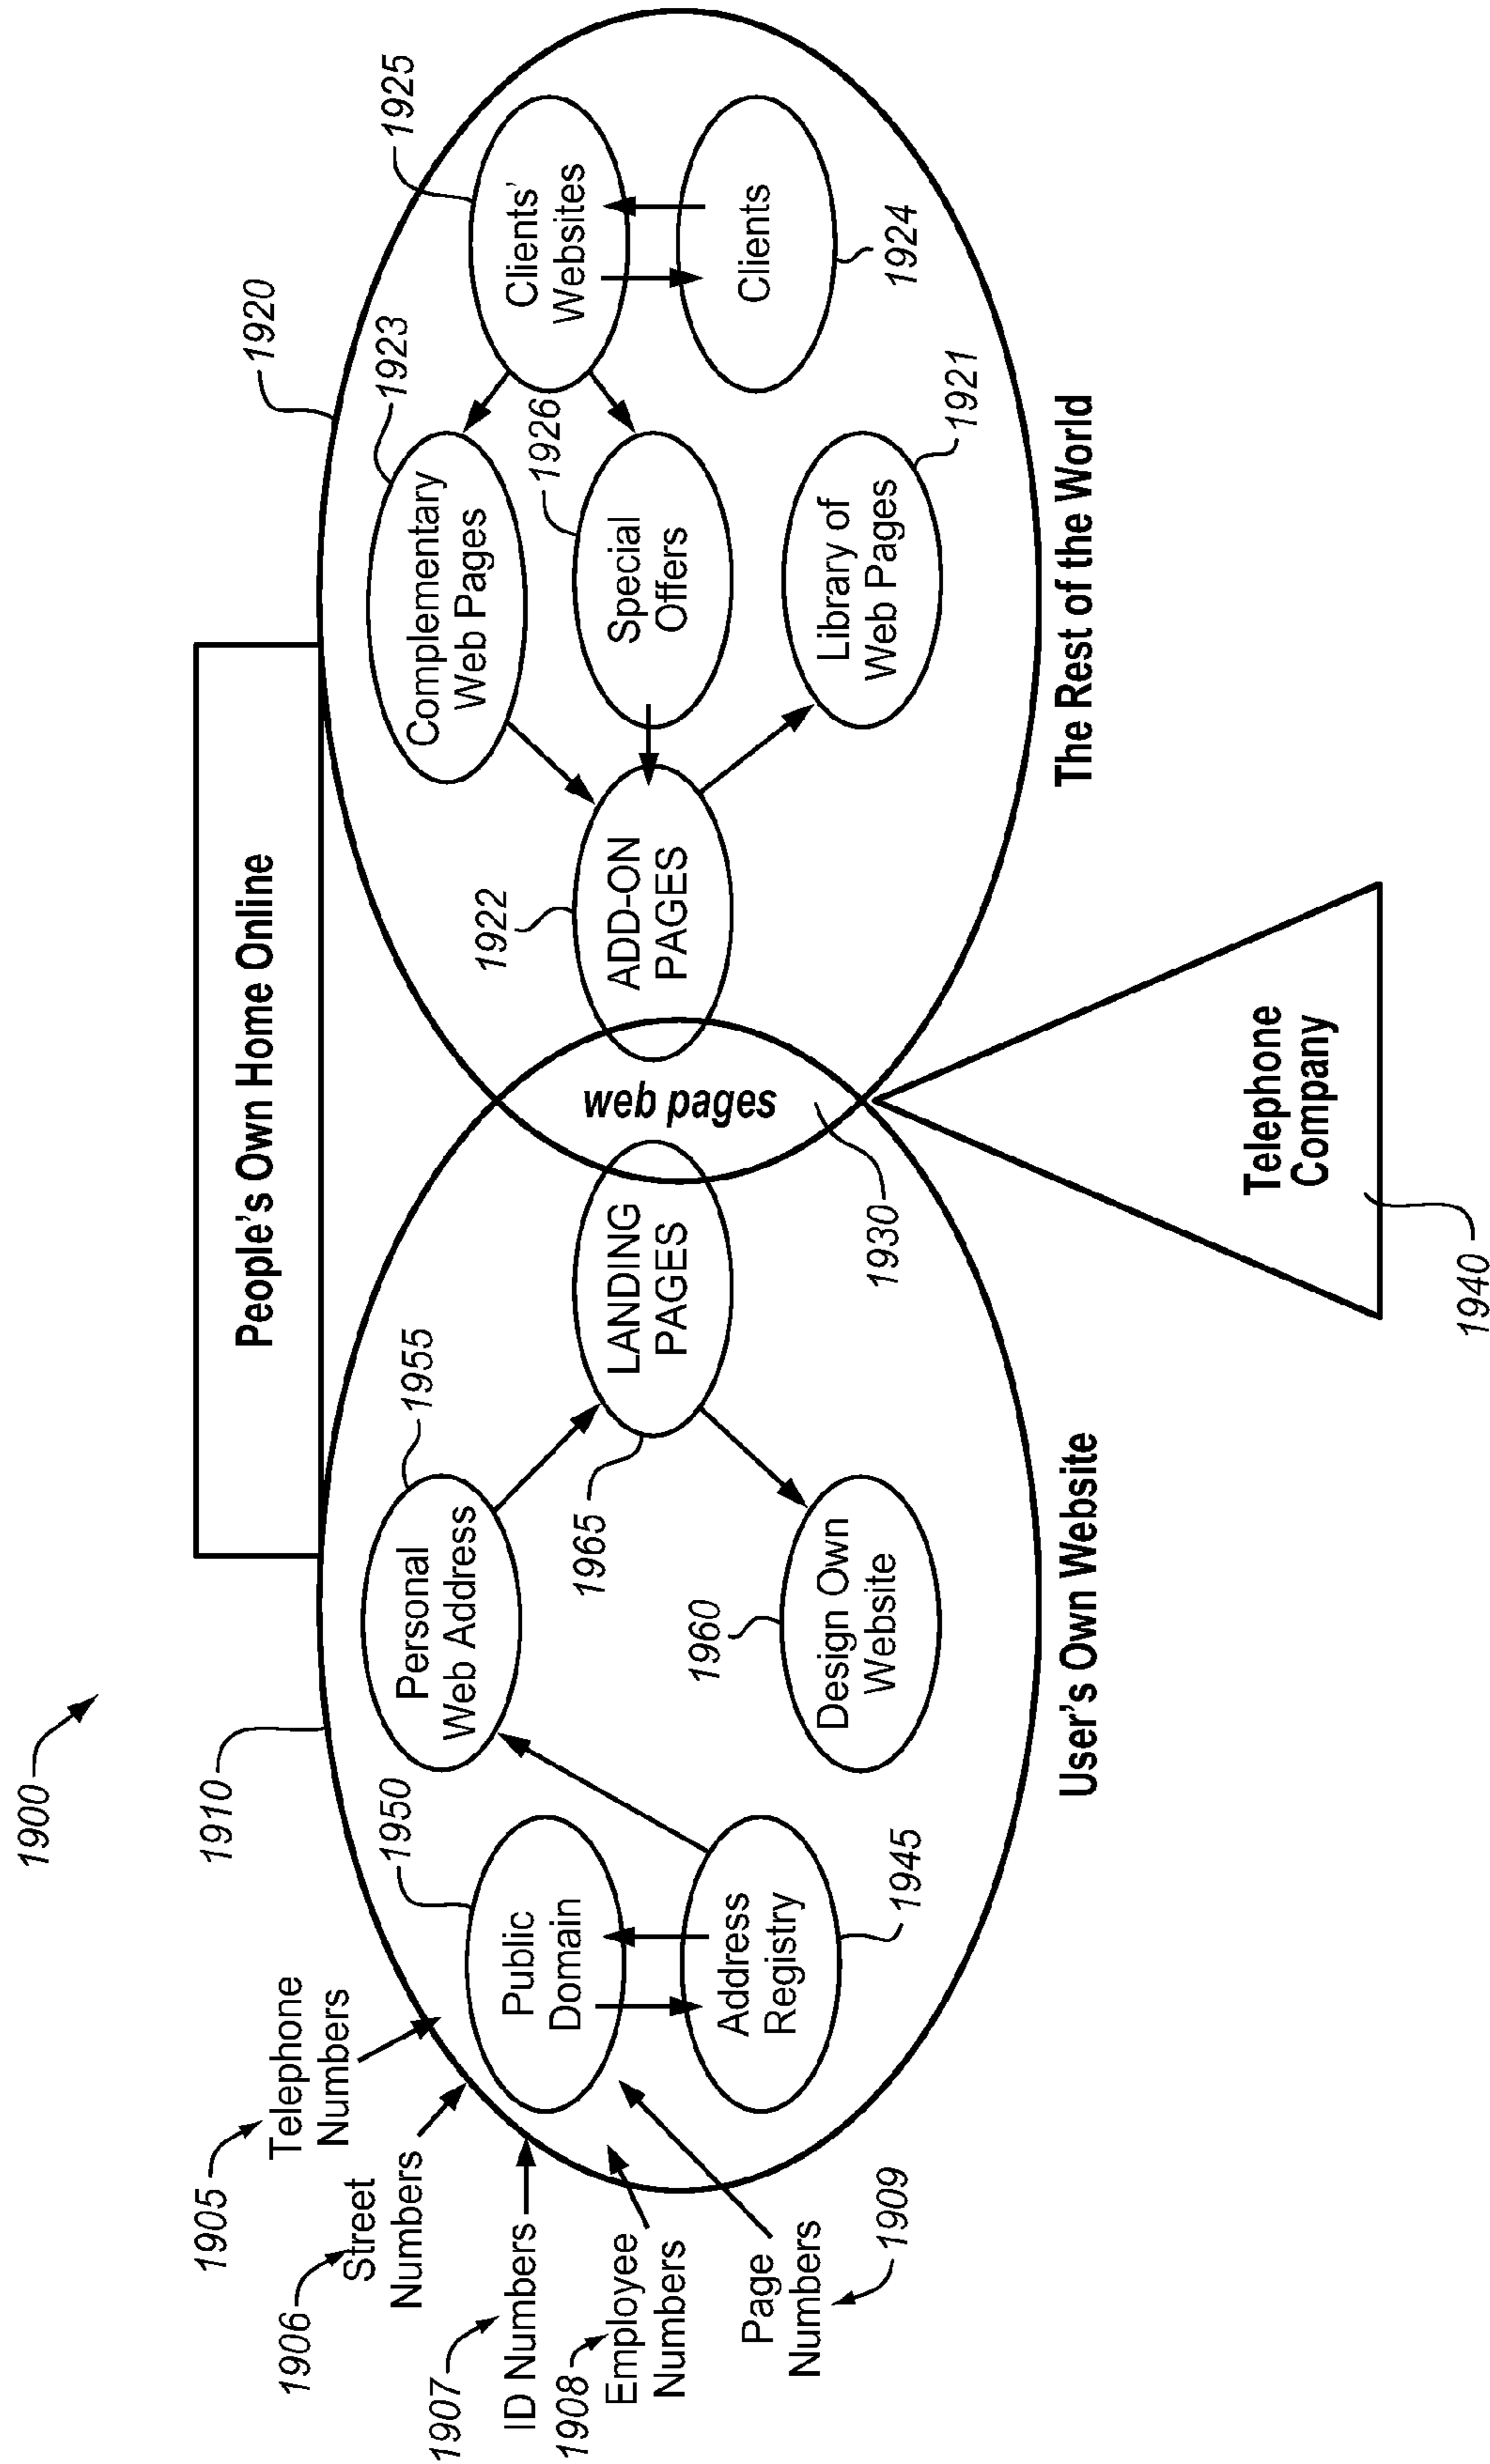 1900
People's Own Home Online
1910
1920
1905
Telephone
Numbers
1906
Street
Numbers
1907
ID Numbers
1908
Employee
Numbers
Page
Numbers
1909
1950
Public
Domain
Address
Registry
1945
Personal
Web Address
1955
1960
Design Own
Website
1965
LANDING
PAGES
web pages
1930
1922
ADD-ON
PAGES
1923
Complementary
Web Pages
1926
Special
Offers
Library of
Web Pages
1921
1925
Clients'
Websites
Clients
1924
User's Own Website
The Rest of the World
Telephone
Company
1940